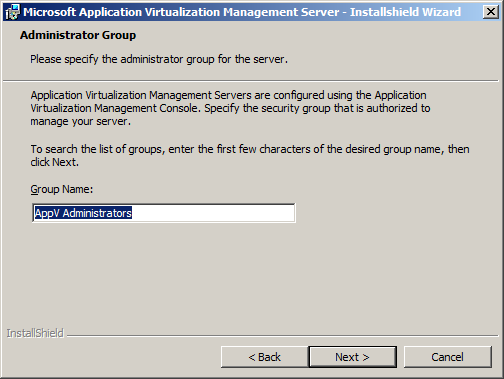 Microsoft Application Virtualization Management Server - Installshield Wizard
Administrator Group
Please specify the administrator group for the server.
Application Virtualization Management Servers are configured using the Application
Virtualization Management Console. Specify the security group that is authorized to
manage your server.
To search the list of groups, enter the first few characters of the desired group name, then
click Next.
Group Name:
AppV Administrators
InstallShield
< Back
Next >
Cancel